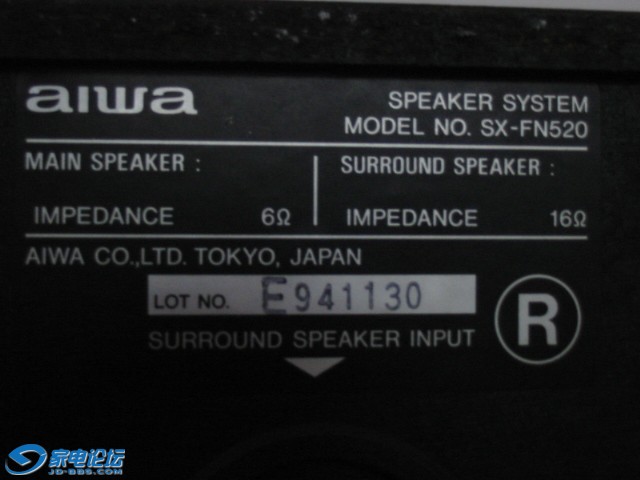 aiwa
SPEAKER SYSTEM
MODEL NO. SX-FN520
MAIN SPEAKER :
IMPEDANCE 6Ω
SURROUND SPEAKER :
IMPEDANCE 16Ω
AIWA CO.,LTD. TOKYO, JAPAN
LOT NO. E941130
R
SURROUND SPEAKER INPUT
家电论坛
JD-BBS.COM